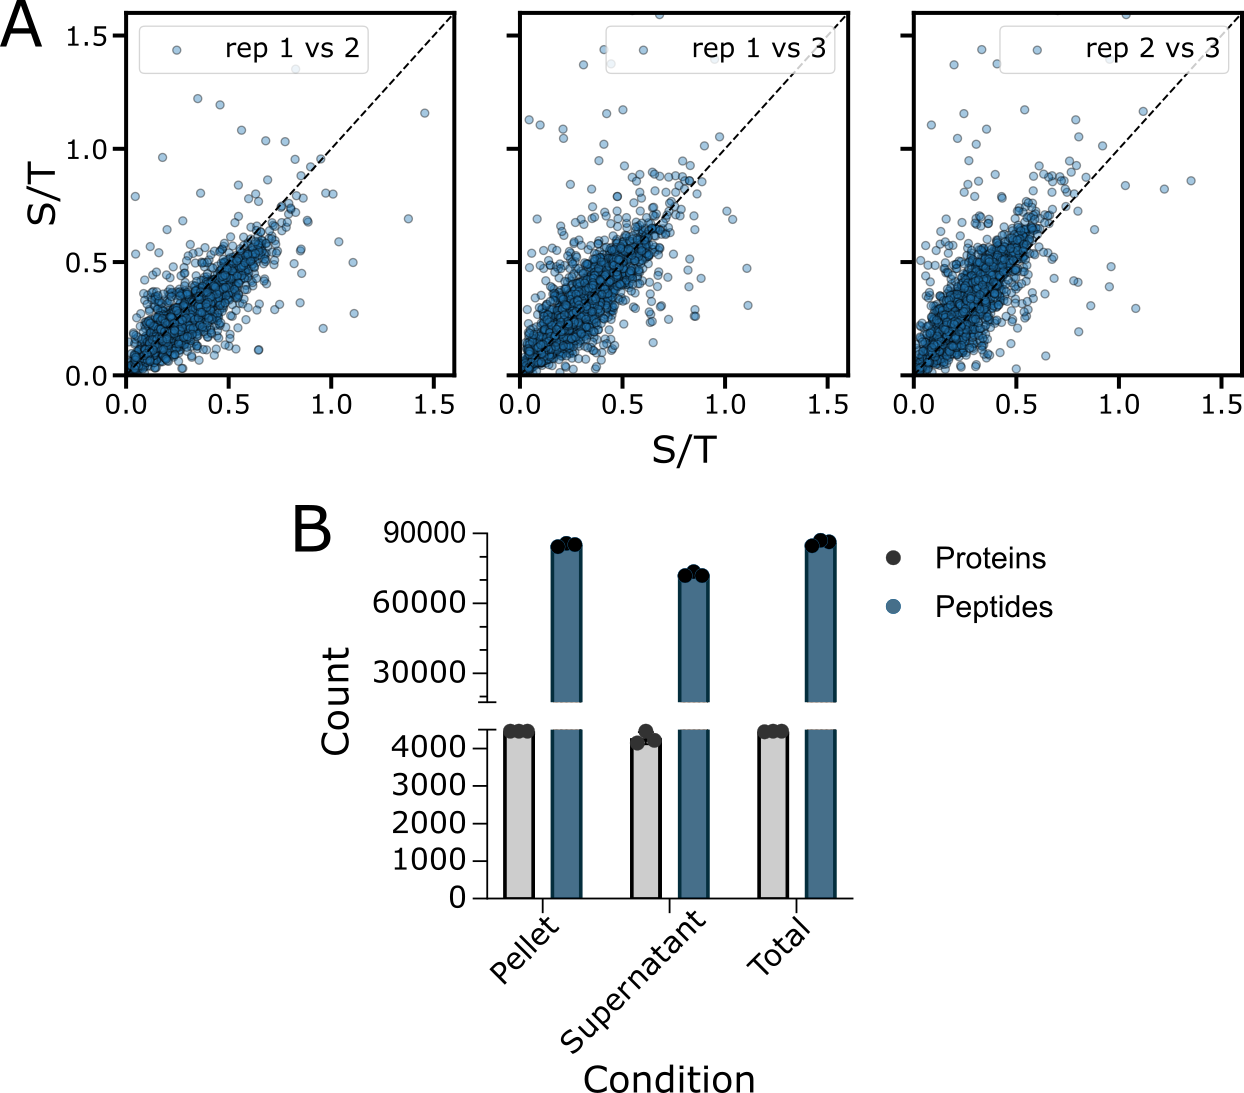 A
rep 1 vs 2
rep 1 vs 3
rep 2 vs 3
S/T
1.5
1.0
0.5
0.0
0.0 0.5 1.0 1.5
0.0 0.5 1.0 1.5
0.0 0.5 1.0 1.5
S/T
B
Count
90000
60000
30000
4000
3000
2000
1000
0
Proteins
Peptides
Pellet
Supernatant
Total
Condition